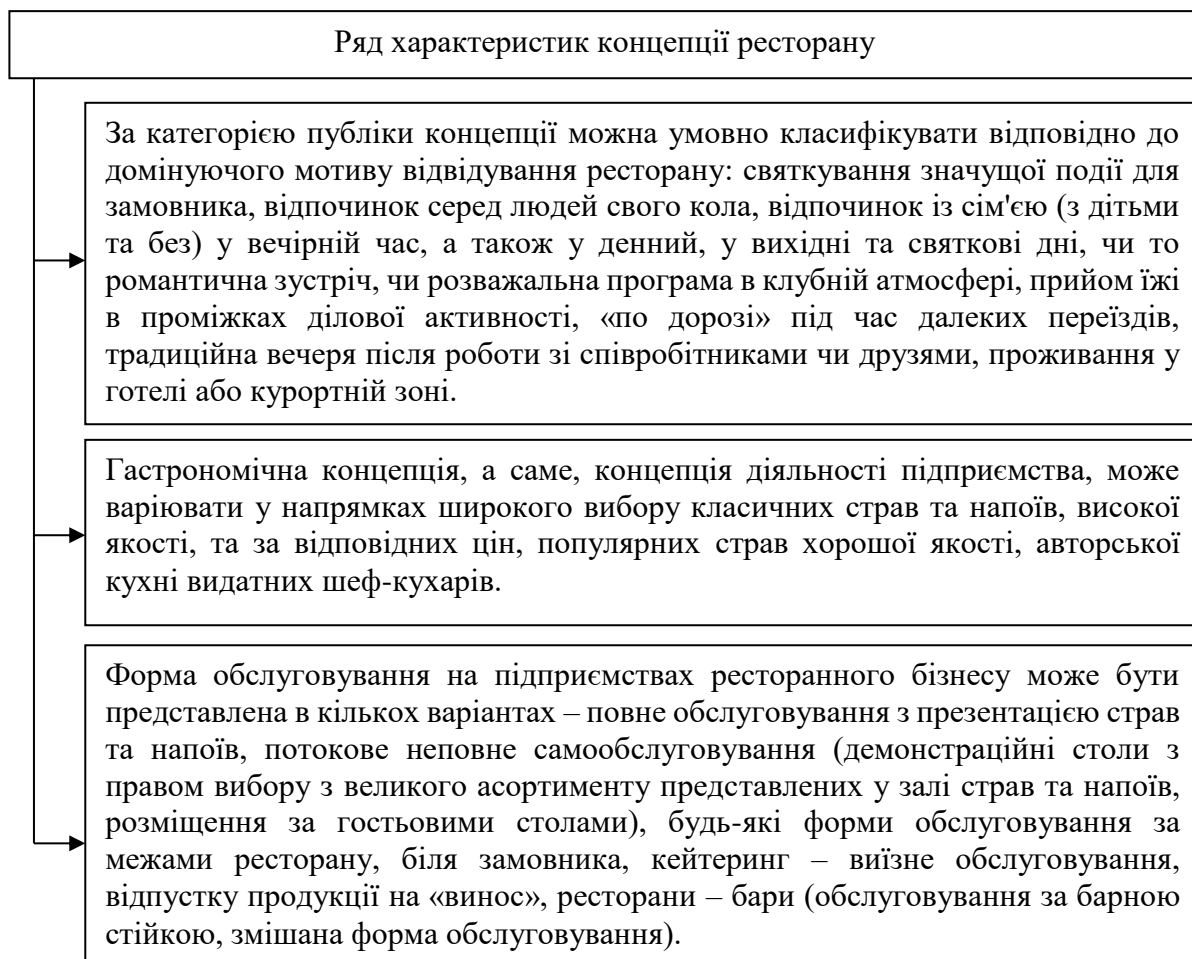 Ряд характеристик концепції ресторану
За категорією публіки концепції можна умовно класифікувати відповідно до
домінуючого мотиву відвідування ресторану: святкування значущої події для
замовника, відпочинок серед людей свого кола, відпочинок із сім'єю (з дітьми
та без) у вечірній час, а також у денний, у вихідні та святкові дні, чи то
романтична зустріч, чи розважальна програма в клубній атмосфері, прийом їжі
в проміжках ділової активності, «по дорозі» під час далеких переїздів,
традиційна вечеря після роботи зі співробітниками чи друзями, проживання у
готелі або курортній зоні.
Гастрономічна концепція, а саме, концепція діяльності підприємства, може
варіювати у напрямках широкого вибору класичних страв та напоїв, високої
якості, та за відповідних цін, популярних страв хорошої якості, авторської
кухні видатних шеф-кухарів.
Форма обслуговування на підприємствах ресторанного бізнесу може бути
представлена в кількох варіантах – повне обслуговування з презентацією страв
та напоїв, потокове неповне самообслуговування (демонстраційні столи з
правом вибору з великого асортименту представлених у залі страв та напоїв,
розміщення за гостьовими столами), будь-які форми обслуговування за
межами ресторану, біля замовника, кейтеринг – виїзне обслуговування,
відпустку продукції на «винос», ресторани – бари (обслуговування за барною
стійкою, змішана форма обслуговування).